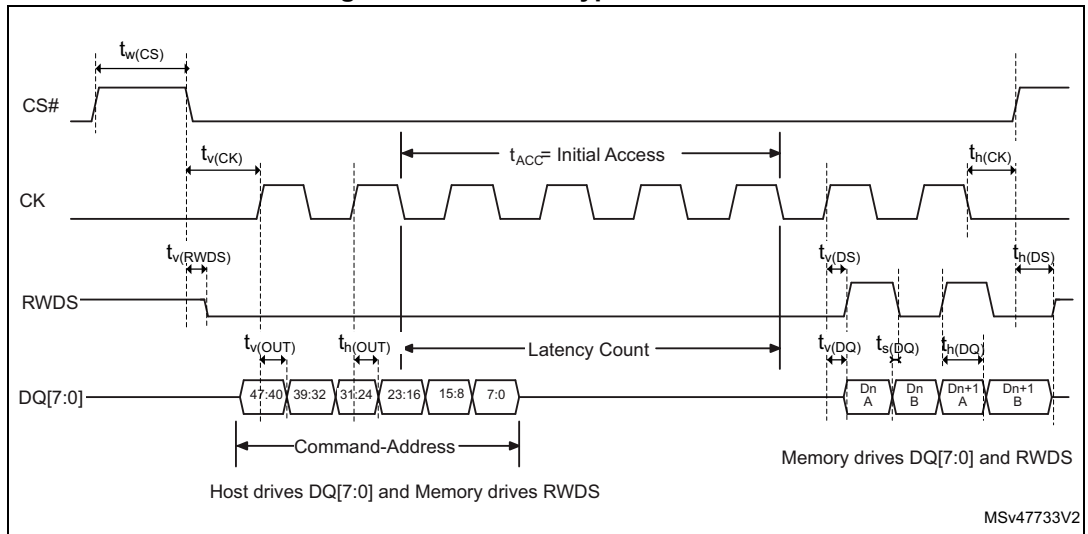 tw(CS)
CS#
tv(CK)
tACC= Initial Access
th(CK)
CK
tv(RWDS)
tv(DS)
th(DS)
RWDS
tv(OUT)
th(OUT)
Latency Count
tv(DQ)
ts(DQ)
th(DQ)
DQ[7:0]
47:40
39:32
31:24
23:16
15:8
7:0
Dn
A
Dn
B
Dn+1
A
Dn+1
B
Command-Address
Memory drives DQ[7:0] and RWDS
Host drives DQ[7:0] and Memory drives RWDS
MSv47733V2